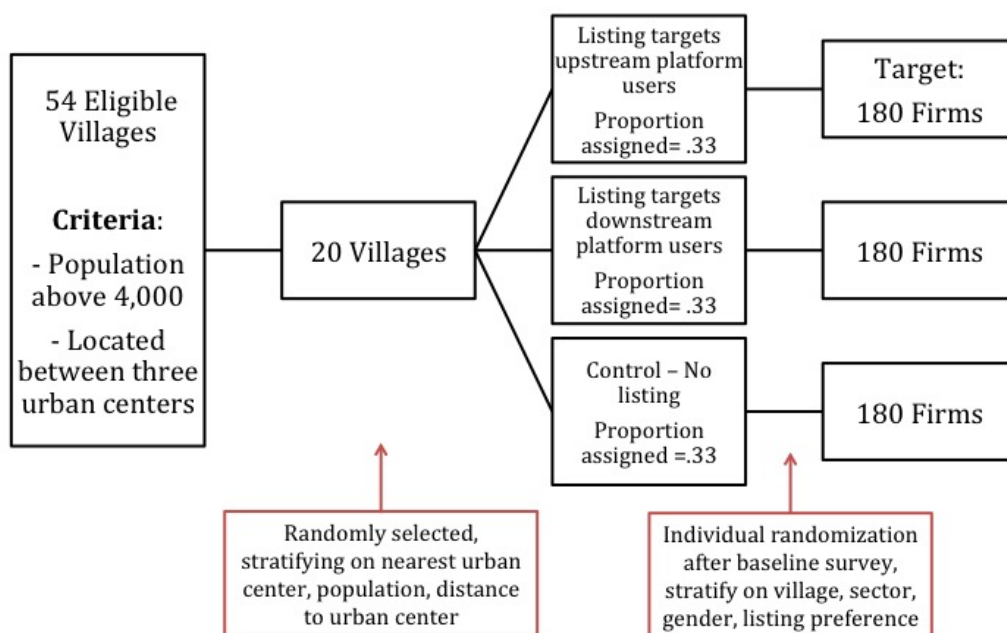 54 Eligible
Villages
Criteria:
- Population
above 4,000
- Located
between three
urban centers
20 Villages
Listing targets
upstream platform
users
Proportion
assigned= .33
Target:
180 Firms
Listing targets
downstream
platform users
Proportion
assigned= .33
180 Firms
Control – No
listing
Proportion
assigned =.33
180 Firms
Randomly selected,
stratifying on nearest urban
center, population, distance
to urban center
Individual randomization
after baseline survey,
stratify on village, sector,
gender, listing preference